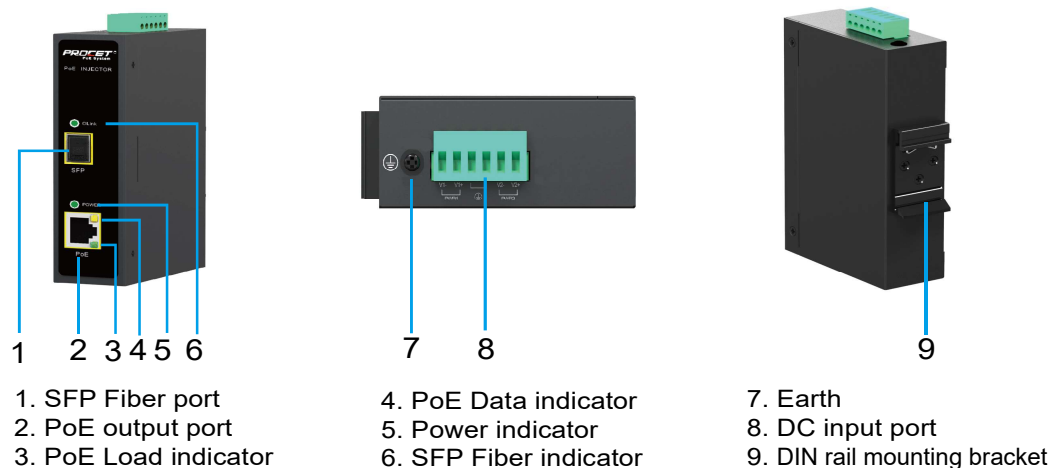 PROCET
PoE System
PoE INJECTOR
SFP
POWER
PoE
V1- V1+ V2- V2+
1 2 3 4 5 6 7 8 9
1. SFP Fiber port
2. PoE output port
3. PoE Load indicator
4. PoE Data indicator
5. Power indicator
6. SFP Fiber indicator
7. Earth
8. DC input port
9. DIN rail mounting bracket